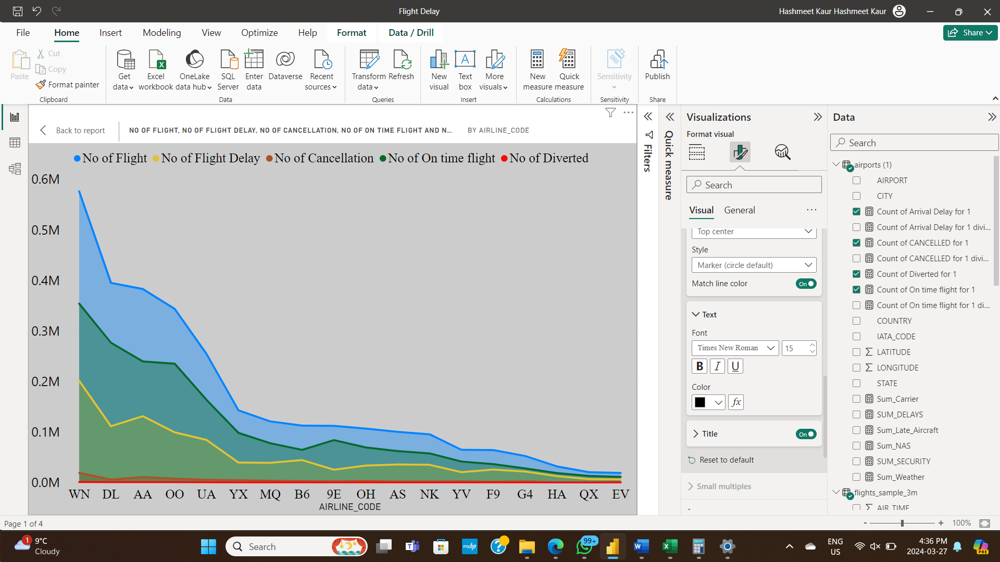 Flight Delay
Hashmeet Kaur Hashmeet Kaur
File Home Insert Modeling View Optimize Help Format Data / Drill
Share
Paste
Cut
Copy
Format painter
Clipboard
Get data
Excel workbook
OneLake data hub
SQL Server
Enter data
Dataverse
Recent sources
Data
Transform data
Refresh
Queries
New visual
Text box
More visuals
Insert
New measure
Quick measure
Calculations
Sensitivity
Sensitivity
Publish
Share
Back to report
NO OF FLIGHT, NO OF FLIGHT DELAY, NO OF CANCELLATION, NO OF ON TIME FLIGHT AND N...
BY AIRLINE_CODE
No of Flight No of Flight Delay No of Cancellation No of On time flight No of Diverted
0.6M
0.5M
0.4M
0.3M
0.2M
0.1M
0.0M
WN DL AA OO UA YX MQ B6 9E OH AS NK YV F9 G4 HA QX EV
AIRLINE_CODE
Filters
Quick measure
Visualizations
Format visual
Search
Visual General
Top center
Style
Marker (circle default)
Match line color On
Text
Font
Times New Roman 15
B I U
Color
fx
Title On
Reset to default
Small multiples
Data
Search
airports (1)
AIRPORT
CITY
Count of Arrival Delay for 1
Count of Arrival Delay for 1 divi...
Count of CANCELLED for 1
Count of CANCELLED for 1 divi...
Count of Diverted for 1
Count of On time flight for 1
Count of On time flight for 1 di...
COUNTRY
IATA_CODE
LATITUDE
LONGITUDE
STATE
Sum_Carrier
SUM_DELAYS
Sum_Late_Aircraft
Sum_NAS
SUM_SECURITY
Sum_Weather
flights_sample_3m
AIR_TIME
Page 1 of 4
- + 100%
1
9°C
Cloudy
Search
myhp
99+
ENG
US
4:36 PM
2024-03-27
PRE